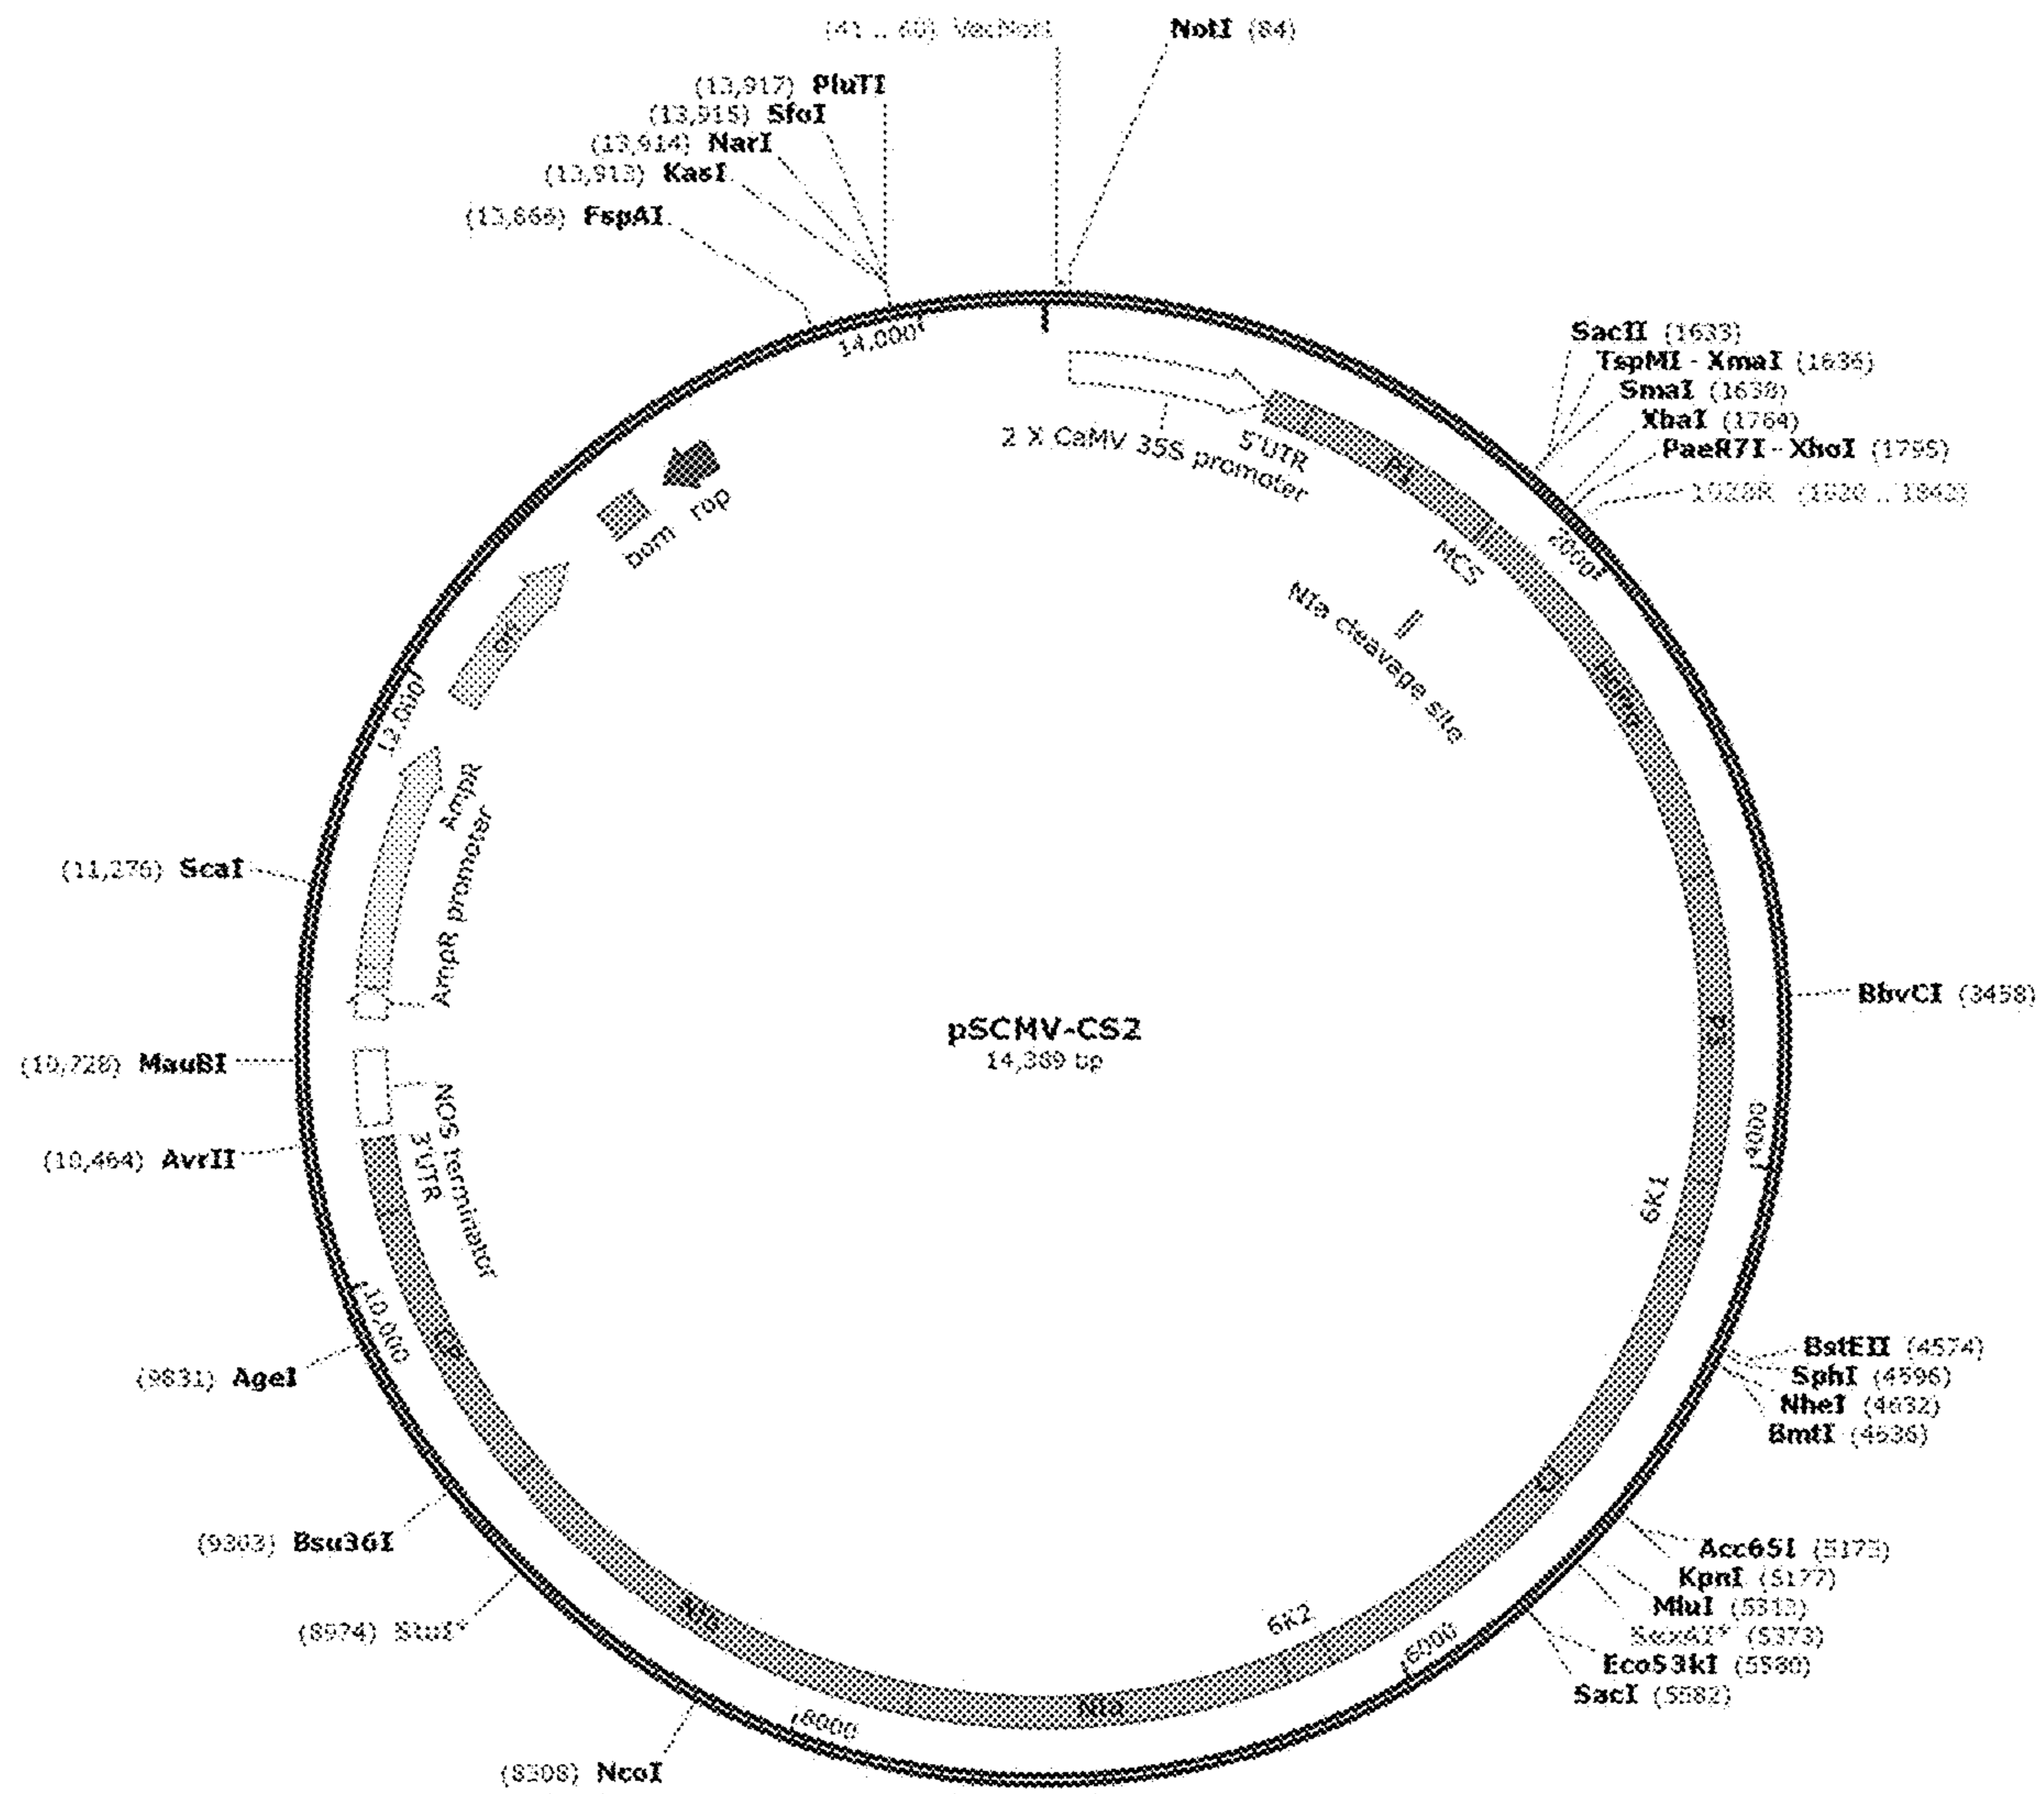 (41 .. 60) VecNotI
NotI (84)
(13,917) PluTI
(13,915) SfoI
(13,914) NarI
(13,913) KasI
(13,866) FspAI
14,000
SacII (1633)
TspMI - XmaI (1636)
SmaI (1638)
XbaI (1764)
PaeR7I - XhoI (1795)
(1820 .. 1842)
2 X CaMV 35S promoter
5'UTR
P1
MCS
2000
NIa cleavage site
rop
bom
ori
12,000
AmpR
AmpR promoter
(11,276) ScaI
BbvCI (3458)
P3
pSCMV-CS2
14,389 bp
(10,728) MauBI
NOS terminator
3'UTR
(10,464) AvrII
4000
6K1
10,000
CP
(9831) AgeI
BstEII (4574)
SphI (4596)
NheI (4632)
BmtI (4636)
CI
(9303) Bsu36I
Acc65I (5173)
KpnI (5177)
MluI (5313)
SexAI* (5373)
Eco53kI (5580)
SacI (5582)
(8974) StuI*
NIb
6K2
6000
NIa
8000
(8308) NcoI